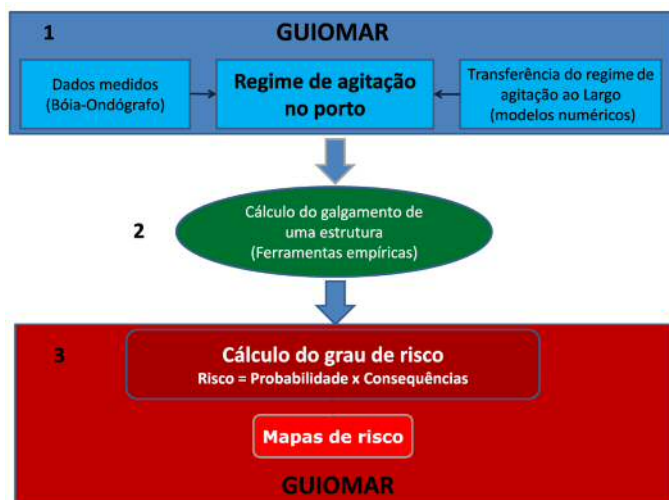 1
GUIOMAR
Dados medidos
(Bóia-Ondógrafo)
Regime de agitação
no porto
Transferência do regime de
agitação ao Largo
(modelos numéricos)
2
Cálculo do galgamento de
uma estrutura
(Ferramentas empíricas)
3
Cálculo do grau de risco
Risco = Probabilidade x Consequências
Mapas de risco
GUIOMAR